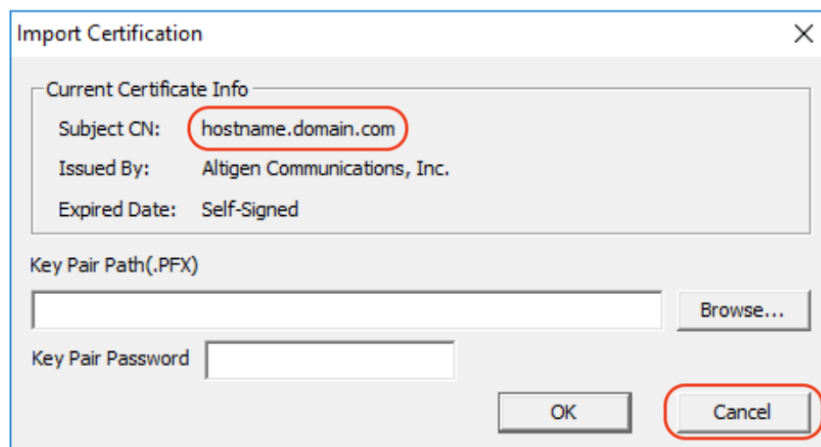 Import Certification
Current Certificate Info
Subject CN: hostname.domain.com
Issued By: Altigen Communications, Inc.
Expired Date: Self-Signed
Key Pair Path(.PFX)
Browse...
Key Pair Password
OK Cancel